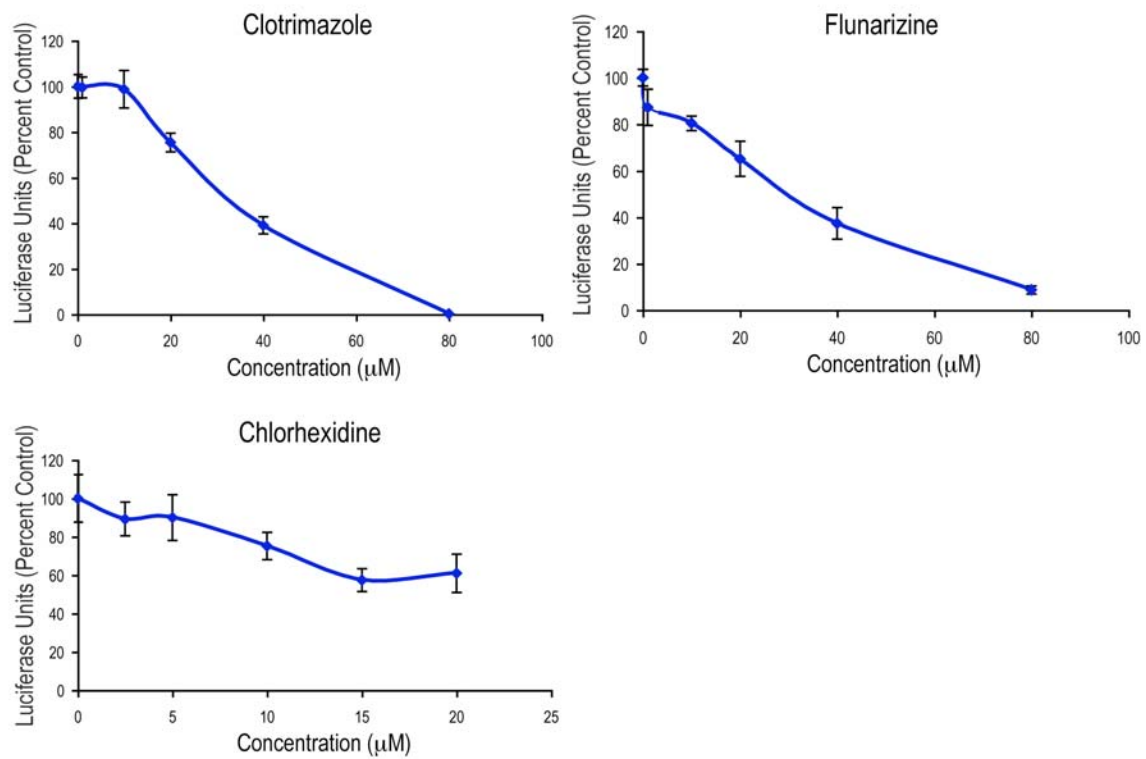 Clotrimazole
Luciferase Units (Percent Control)
120
100
80
60
40
20
0
0 20 40 60 80 100
Concentration (μM)
Flunarizine
Luciferase Units (Percent Control)
120
100
80
60
40
20
0
0 20 40 60 80 100
Concentration (μM)
Chlorhexidine
Luciferase Units (Percent Control)
120
100
80
60
40
20
0
0 5 10 15 20 25
Concentration (μM)